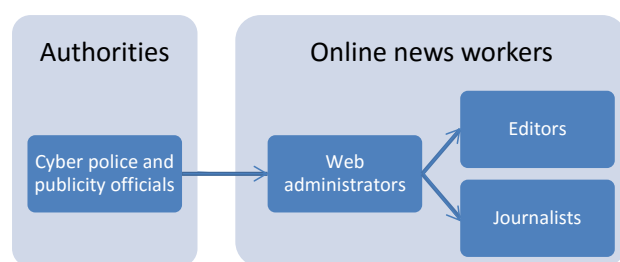 Authorities
Online news workers
Cyber police and
publicity officials
Web
administrators
Editors
Journalists